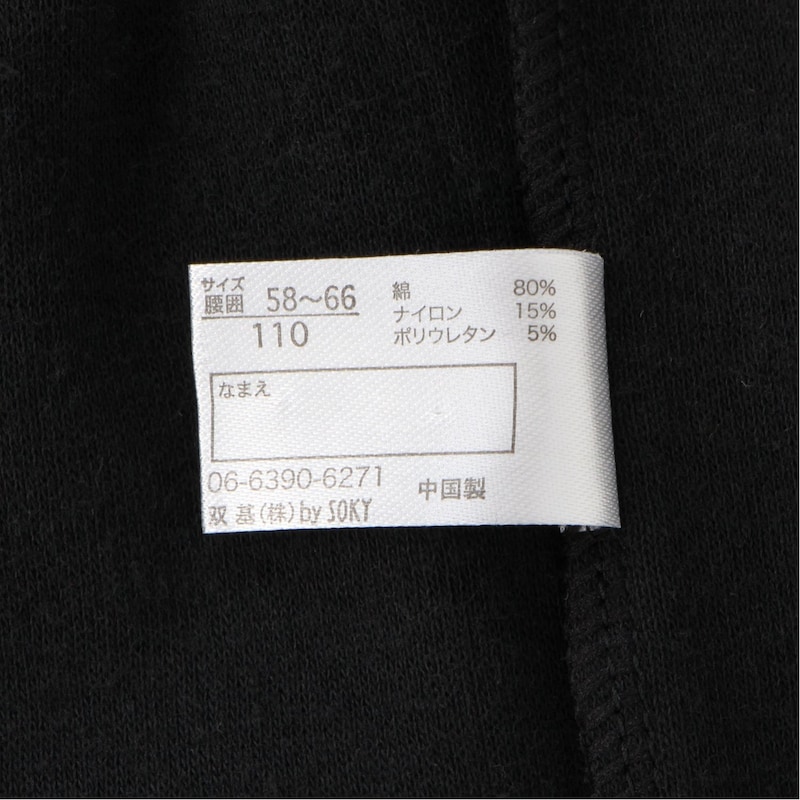 サイズ
腰囲 58～66
110
綿 80%
ナイロン 15%
ポリウレタン 5%
なまえ
06-6390-6271
双基(株)by SOKY
中国製